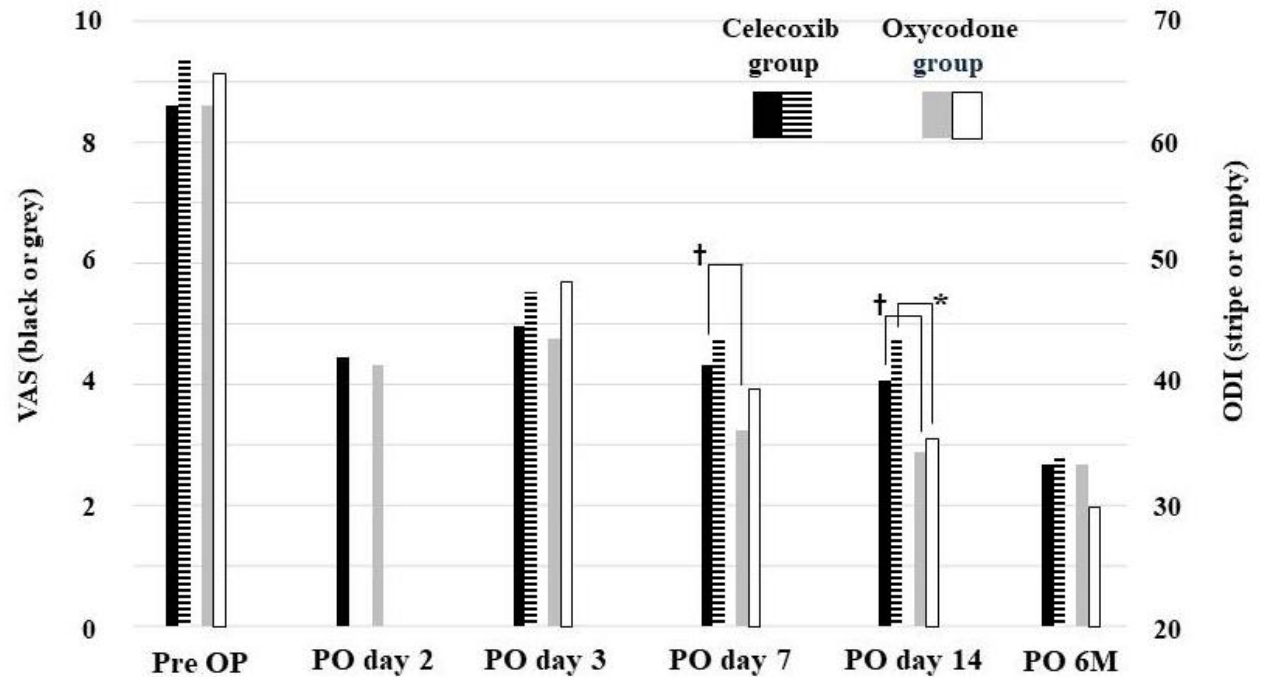 10
8
6
4
2
0
VAS (black or grey)
Celecoxib
group
Oxycodone
group
70
60
50
40
30
20
ODI (stripe or empty)
†
†
*
Pre OP
PO day 2
PO day 3
PO day 7
PO day 14
PO 6M